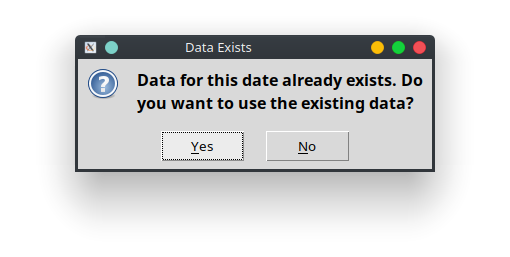 Data Exists
Data for this date already exists. Do
you want to use the existing data?
Yes
No